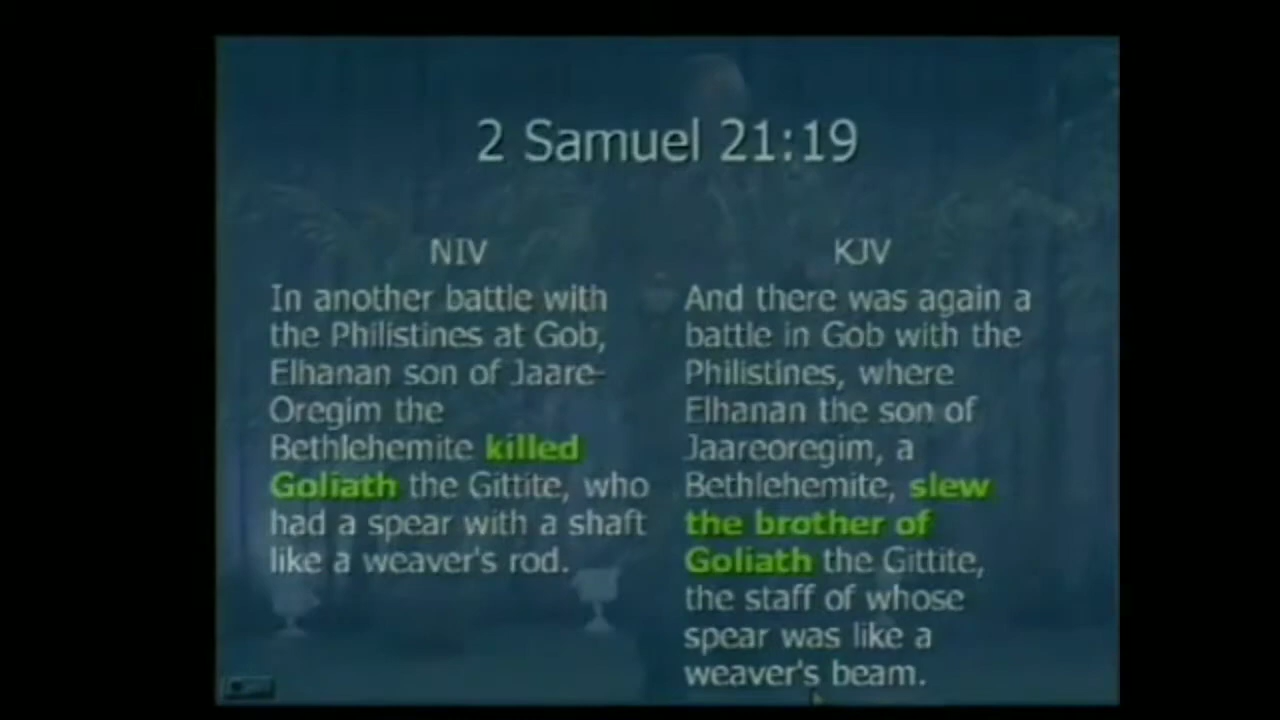 2 Samuel 21:19
NIV
In another battle with
the Philistines at Gob,
Elhanan son of Jaare-
Oregim the
Bethlehemite killed
Goliath the Gittite, who
had a spear with a shaft
like a weaver's rod.
KJV
And there was again a
battle in Gob with the
Philistines, where
Elhanan the son of
Jaareoregim, a
Bethlehemite, slew
the brother of
Goliath the Gittite,
the staff of whose
spear was like a
weaver's beam.